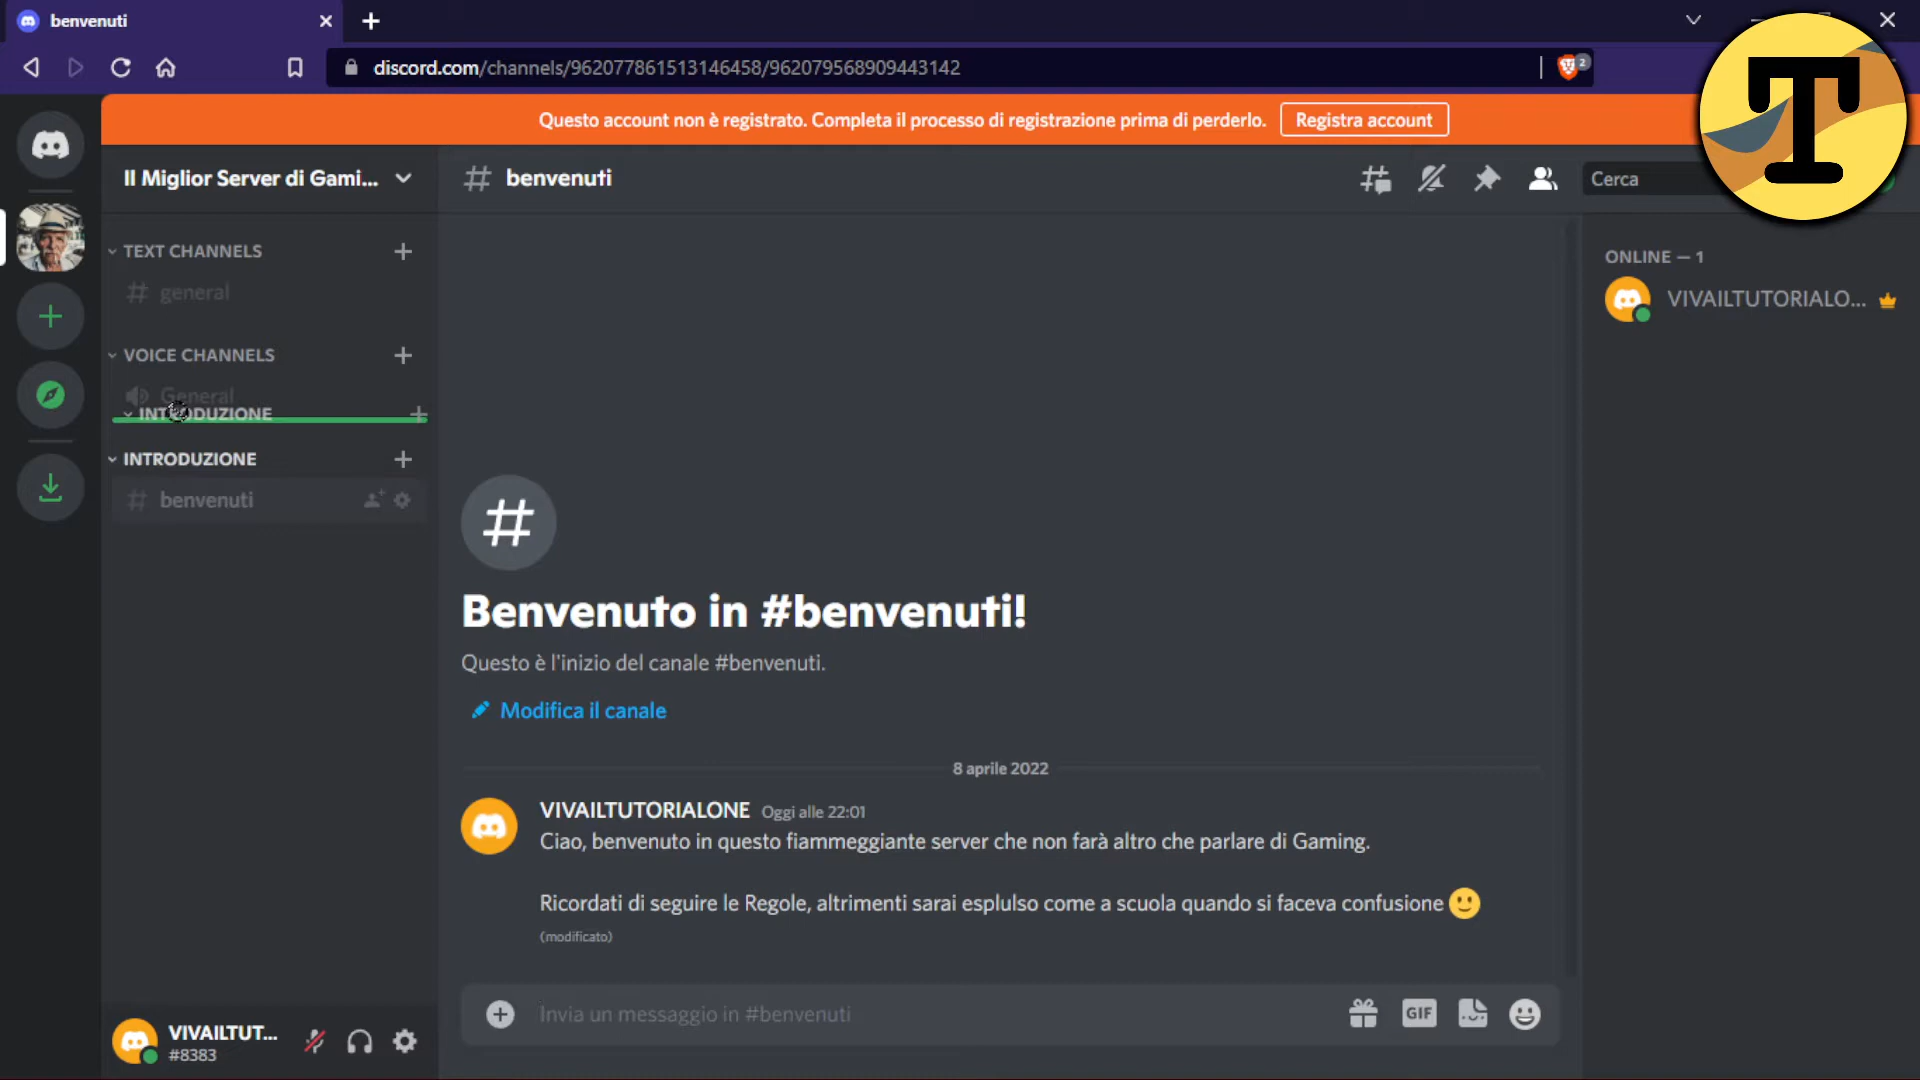 benvenuti
discord.com/channels/962077861513146458/962079568909443142
2
Questo account non è registrato. Completa il processo di registrazione prima di perderlo.
Registra account
T
Il Miglior Server di Gami...
benvenuti
Cerca
TEXT CHANNELS
general
VOICE CHANNELS
General
INTRODUZIONE
INTRODUZIONE
benvenuti
ONLINE — 1
VIVAILTUTORIALO...
Benvenuto in #benvenuti!
Questo è l'inizio del canale #benvenuti.
Modifica il canale
8 aprile 2022
VIVAILTUTORIALONE Oggi alle 22:01
Ciao, benvenuto in questo fiammeggiante server che non farà altro che parlare di Gaming.
Ricordati di seguire le Regole, altrimenti sarai esplulso come a scuola quando si faceva confusione
(modificato)
Invia un messaggio in #benvenuti
GIF
VIVAILTUT...
#8383